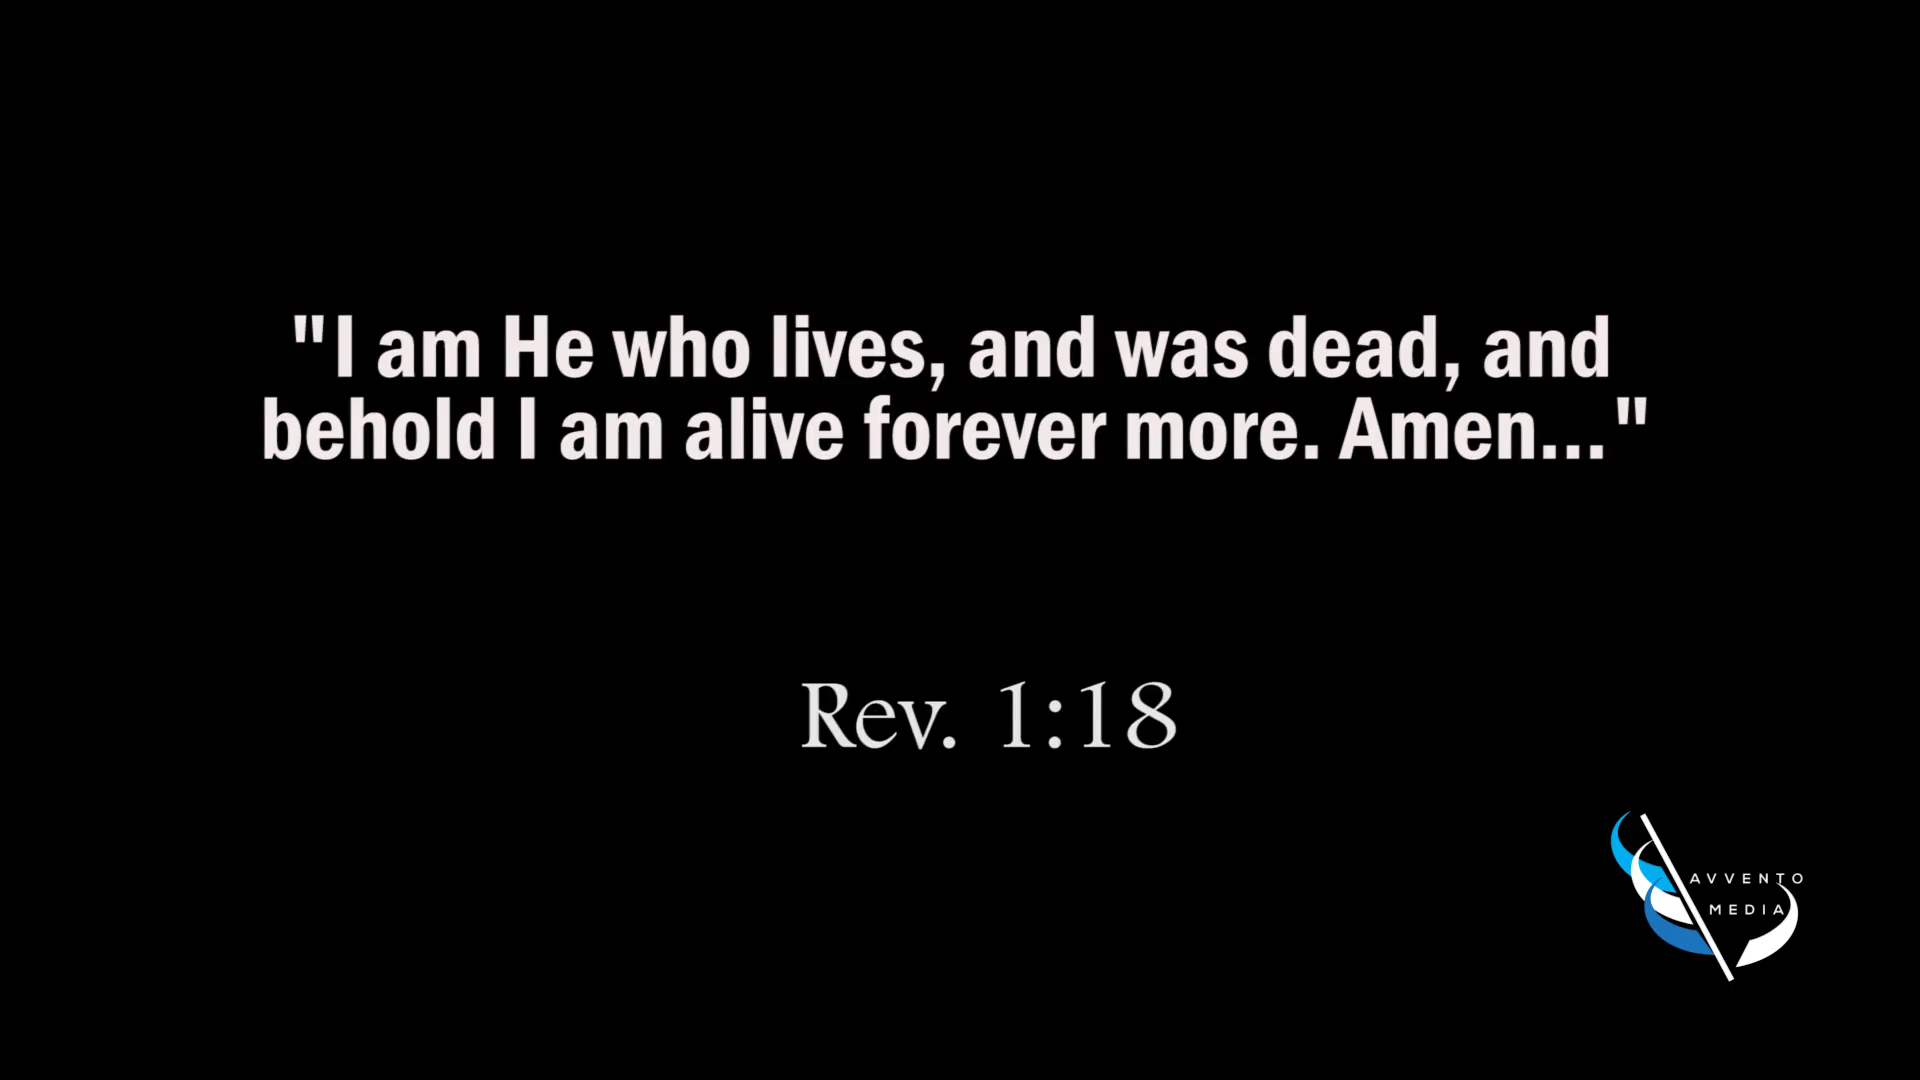 "I am He who lives, and was dead, and
behold I am alive forever more. Amen..."
Rev. 1:18
AVVENTO
MEDIA